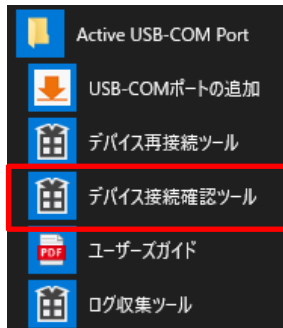 Active USB-COM Port
USB-COMポートの追加
デバイス再接続ツール
デバイス接続確認ツール
PDF
ユーザーズガイド
ログ収集ツール